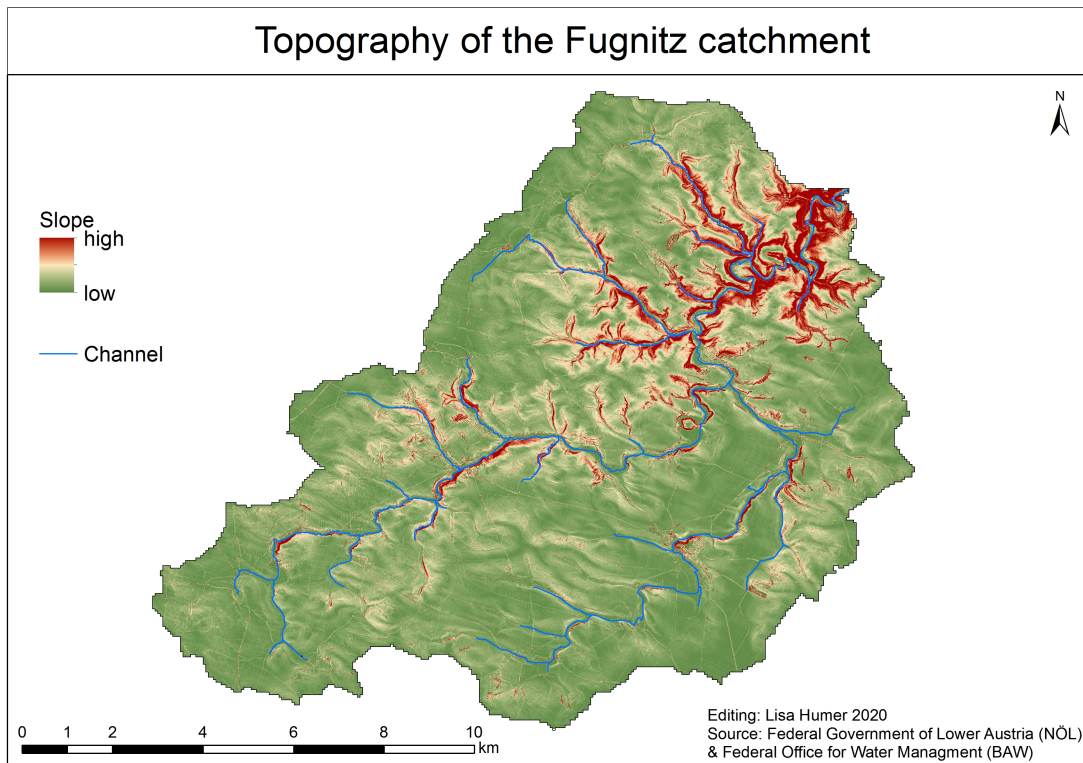 Topography of the Fugnitz catchment
N
Slope
high
low
Channel
0 1 2 4 6 8 10
km
Editing: Lisa Humer 2020
Source: Federal Government of Lower Austria (NÖL)
& Federal Office for Water Managment (BAW)